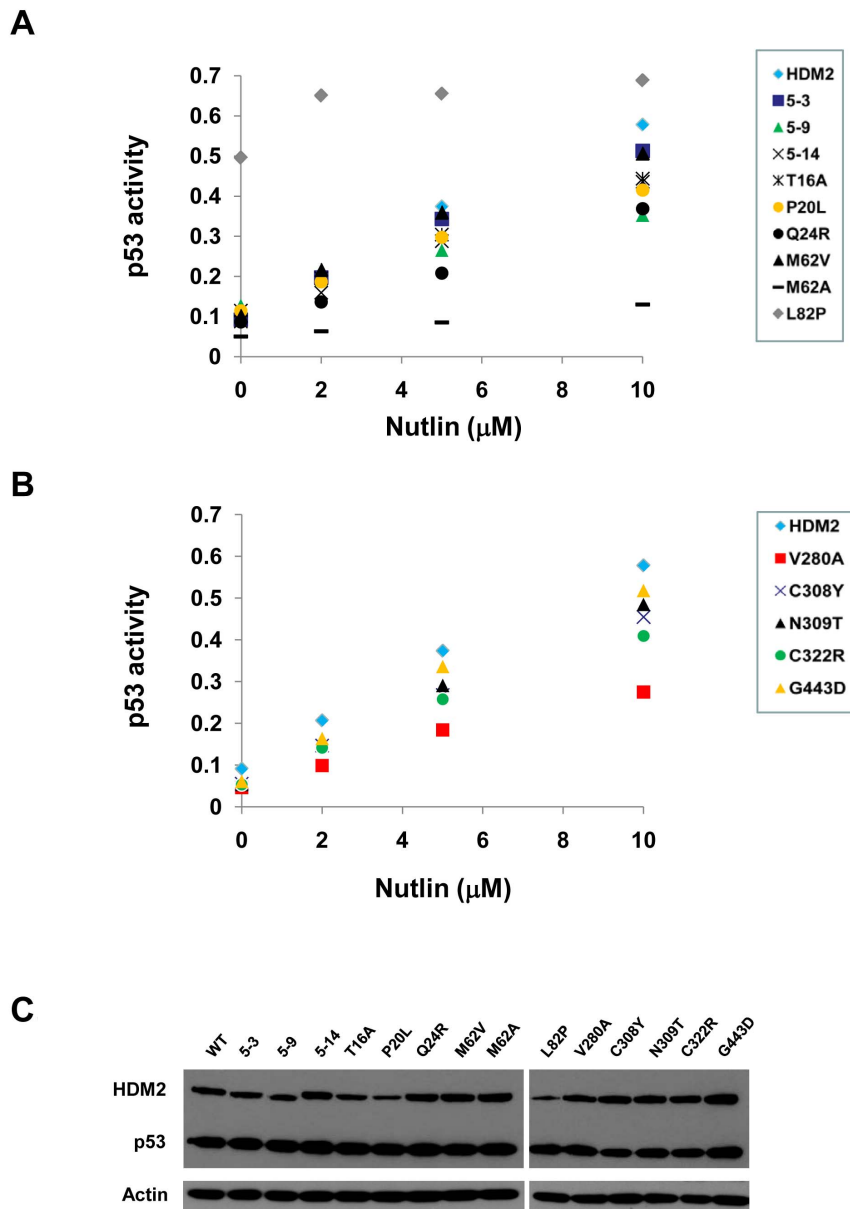 A
0.7
0.6
0.5
0.4
0.3
0.2
0.1
0
p53 activity
0 2 4 6 8 10
Nutlin (μM)
HDM2
5-3
5-9
5-14
T16A
P20L
Q24R
M62V
M62A
L82P
B
0.7
0.6
0.5
0.4
0.3
0.2
0.1
0
p53 activity
0 2 4 6 8 10
Nutlin (μM)
HDM2
V280A
C308Y
N309T
C322R
G443D
C
WT 5-3 5-9 5-14 T16A P20L Q24R M62V M62A L82P V280A C308Y N309T C322R G443D
HDM2
p53
Actin